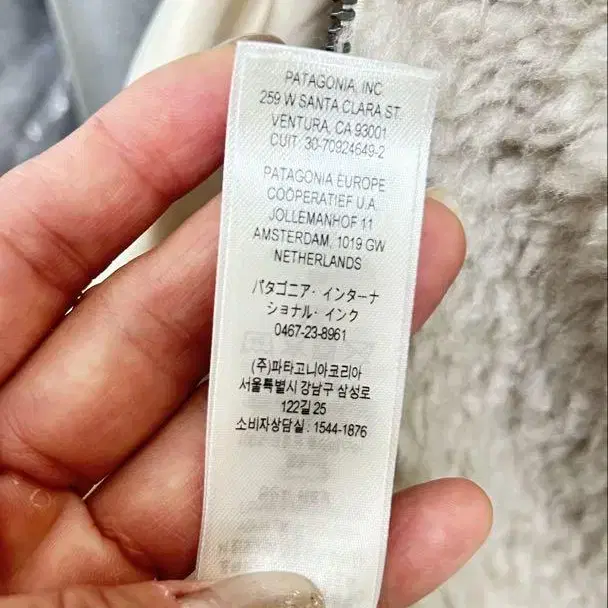 PATAGONIA, INC
259 W SANTA CLARA ST.
VENTURA, CA 93001
CUIT: 30-70924649-2
PATAGONIA EUROPE
COÖPERATIEF U.A
JOLLEMANHOF 11
AMSTERDAM, 1019 GW
NETHERLANDS
パタゴニア・インターナ
ショナル・インク
0467-23-8961
(주)파타고니아코리아
서울특별시 강남구 삼성로
122길 25
소비자상담실 : 1544-1876